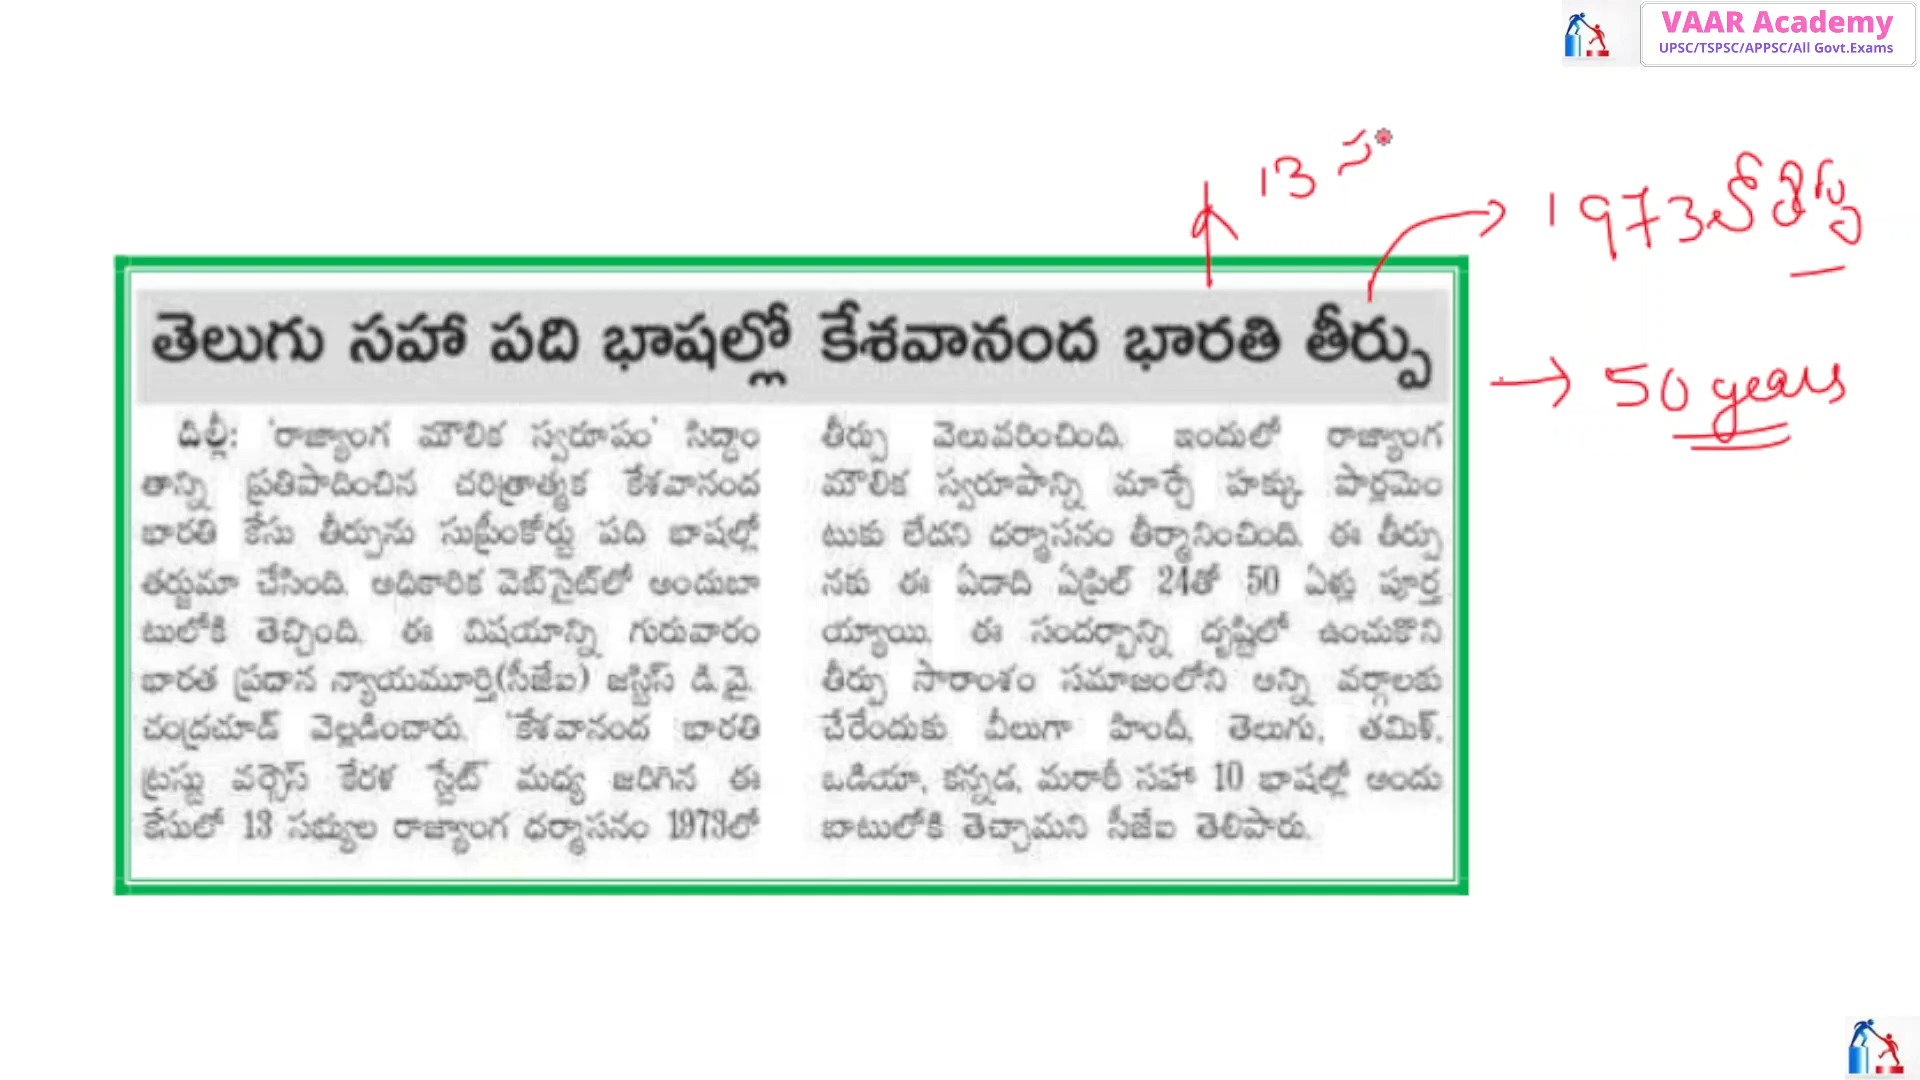 VAAR Academy
UPSC/TSPSC/APPSC/All Govt.Exams
13 స
1973 తీర్పు
తెలుగు సహా పది భాషల్లో కేశవానంద భారతి తీర్పు
50 years
దిల్లీ: 'రాజ్యాంగ మౌలిక స్వరూపం' సిద్ధాం
తాన్ని ప్రతిపాదించిన చరిత్రాత్మక కేశవానంద
భారతి కేసు తీర్పును సుప్రీంకోర్టు పది భాషల్లో
తర్జుమా చేసింది. అధికారిక వెబ్‌సైట్‌లో అందుబా
టులోకి తెచ్చింది. ఈ విషయాన్ని గురువారం
భారత ప్రధాన న్యాయమూర్తి(సీజేఐ) జస్టిస్ డి.వై.
చంద్రచూడ్ వెల్లడించారు. 'కేశవానంద భారతి
ట్రస్టు వర్సెస్ కేరళ స్టేట్' మధ్య జరిగిన ఈ
కేసులో 13 సభ్యుల రాజ్యాంగ ధర్మాసనం 1973లో
తీర్పు వెలువరించింది. ఇందులో రాజ్యాంగ
మౌలిక స్వరూపాన్ని మార్చే హక్కు పార్లమెం
టుకు లేదని ధర్మాసనం తీర్మానించింది. ఈ తీర్పు
నకు ఈ ఏడాది ఏప్రిల్ 24తో 50 ఏళ్లు పూర్త
య్యాయి. ఈ సందర్భాన్ని దృష్టిలో ఉంచుకొని
తీర్పు సారాంశం సమాజంలోని అన్ని వర్గాలకు
చేరేందుకు వీలుగా హిందీ, తెలుగు, తమిళ్,
ఒడియా, కన్నడ, మరాఠీ సహా 10 భాషల్లో అందు
బాటులోకి తెచ్చామని సీజేఐ తెలిపారు.